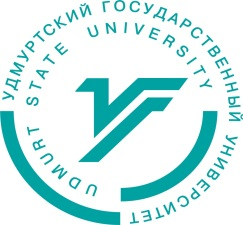 УДМУРТСКИЙ ГОСУДАРСТВЕННЫЙ УНИВЕРСИТЕТ
UDMURT STATE UNIVERSITY